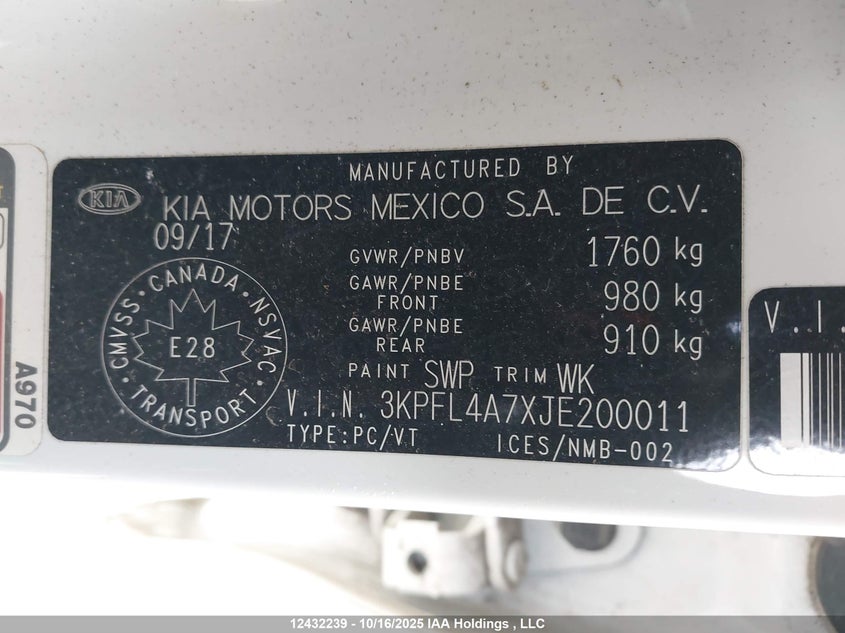 MANUFACTURED BY
KIA KIA MOTORS MEXICO S.A. DE C.V.
09/17
GVWR/PNBV 1760 kg
GAWR/PNBE FRONT 980 kg
GAWR/PNBE REAR 910 kg
PAINT SWP TRIM WK
V.I.N. 3KPFL4A7XJE200011
TYPE:PC/VT ICES/NMB-002
CMVSS · CANADA · NSVAC · TRANSPORT ·
E28
A970
V.I.
12432239 - 10/16/2025 IAA Holdings , LLC